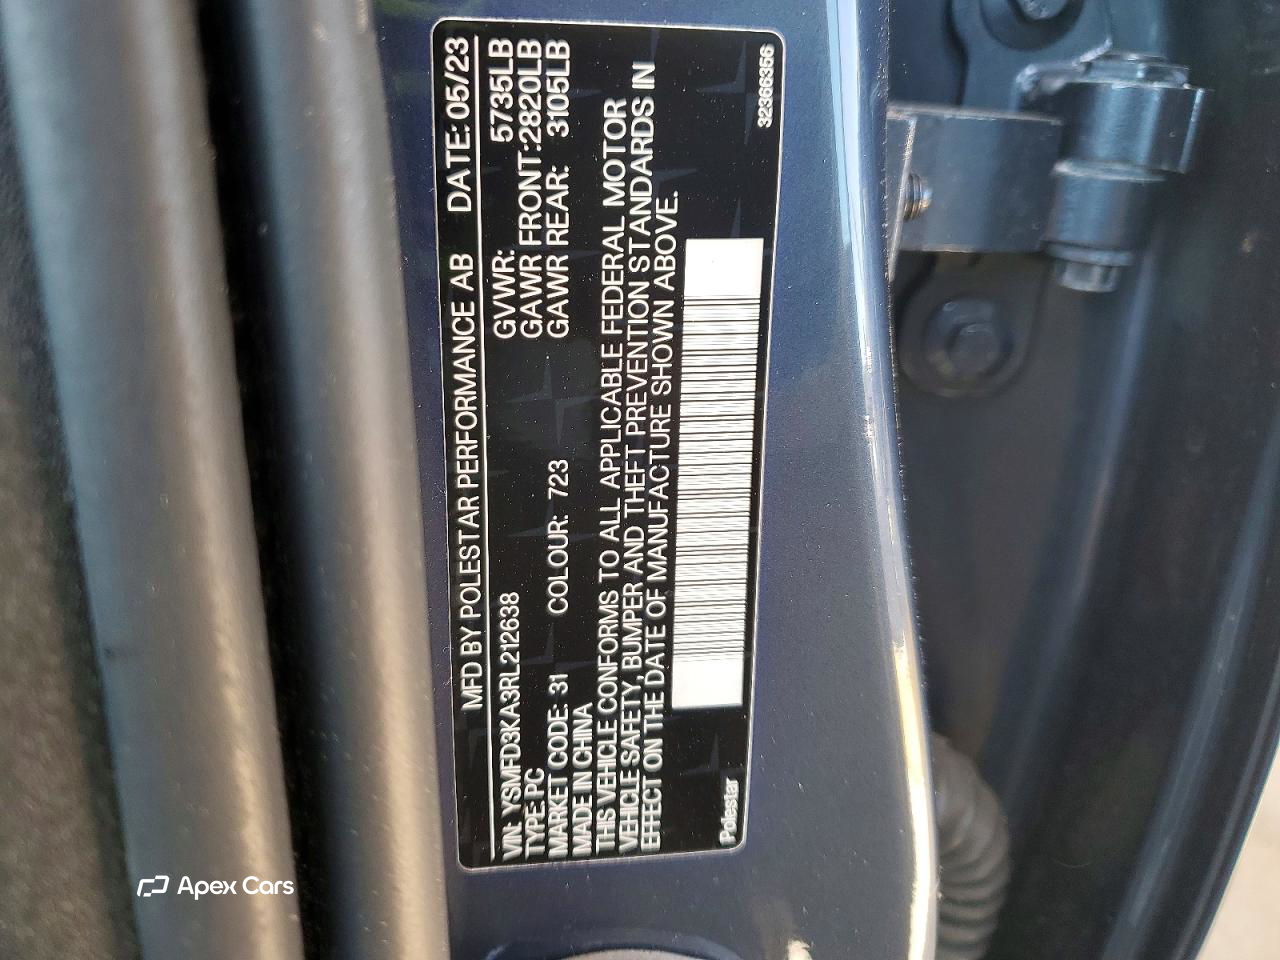 MFD BY POLESTAR PERFORMANCE AB DATE: 05/23
VIN: YSMFD3KA3RL212638 GVWR: 5735LB
TYPE: PC GAWR FRONT:2820LB
MARKET CODE: 31 COLOUR: 723 GAWR REAR: 3105LB
MADE IN CHINA
THIS VEHICLE CONFORMS TO ALL APPLICABLE FEDERAL MOTOR
VEHICLE SAFETY, BUMPER AND THEFT PREVENTION STANDARDS IN
EFFECT ON THE DATE OF MANUFACTURE SHOWN ABOVE.
Polestar 32366356
Apex Cars